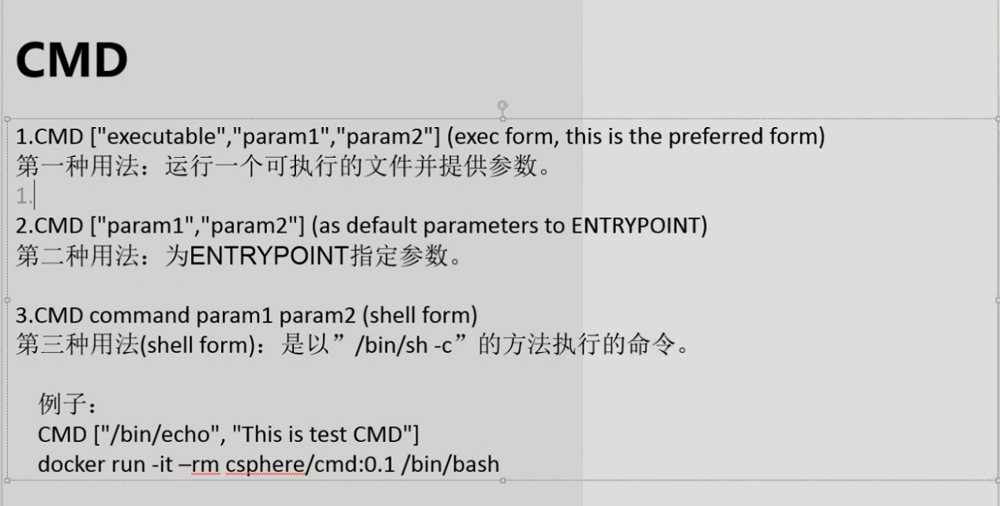 CMD
1.CMD ["executable","param1","param2"] (exec form, this is the preferred form)
第一种用法：运行一个可执行的文件并提供参数。
1.
2.CMD ["param1","param2"] (as default parameters to ENTRYPOINT)
第二种用法：为ENTRYPOINT指定参数。
3.CMD command param1 param2 (shell form)
第三种用法(shell form)：是以”/bin/sh -c”的方法执行的命令。
例子：
CMD ["/bin/echo", "This is test CMD"]
docker run -it –rm csphere/cmd:0.1 /bin/bash